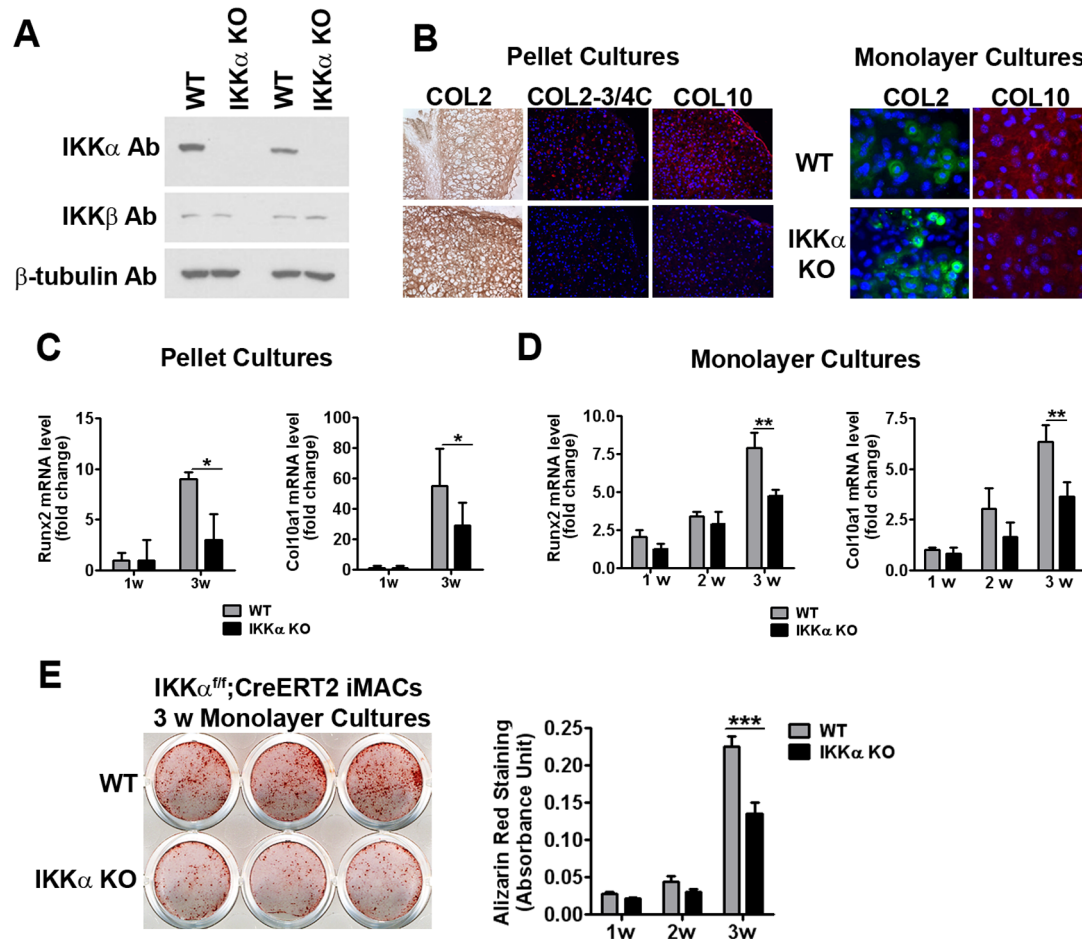 A
WT
IKKα KO
WT
IKKα KO
IKKα Ab
IKKβ Ab
β-tubulin Ab
B
Pellet Cultures
Monolayer Cultures
COL2
COL2-3/4C
COL10
COL2
COL10
WT
IKKα
KO
C
Pellet Cultures
Runx2 mRNA level
(fold change)
15
10
5
0
*
1w
3w
Col10a1 mRNA level
(fold change)
100
80
60
40
20
0
*
1w
3w
WT
IKKα KO
D
Monolayer Cultures
Runx2 mRNA level
(fold change)
10.0
7.5
5.0
2.5
0.0
**
1 w
2 w
3 w
Col10a1 mRNA level
(fold change)
7.5
5.0
2.5
0.0
**
1 w
2 w
3 w
WT
IKKα KO
E
IKKα^f/f;CreERT2 iMACs
3 w Monolayer Cultures
WT
IKKα KO
Alizarin Red Staining
(Absorbance Unit)
0.25
0.20
0.15
0.10
0.05
0.00
***
1w
2w
3w
WT
IKKα KO